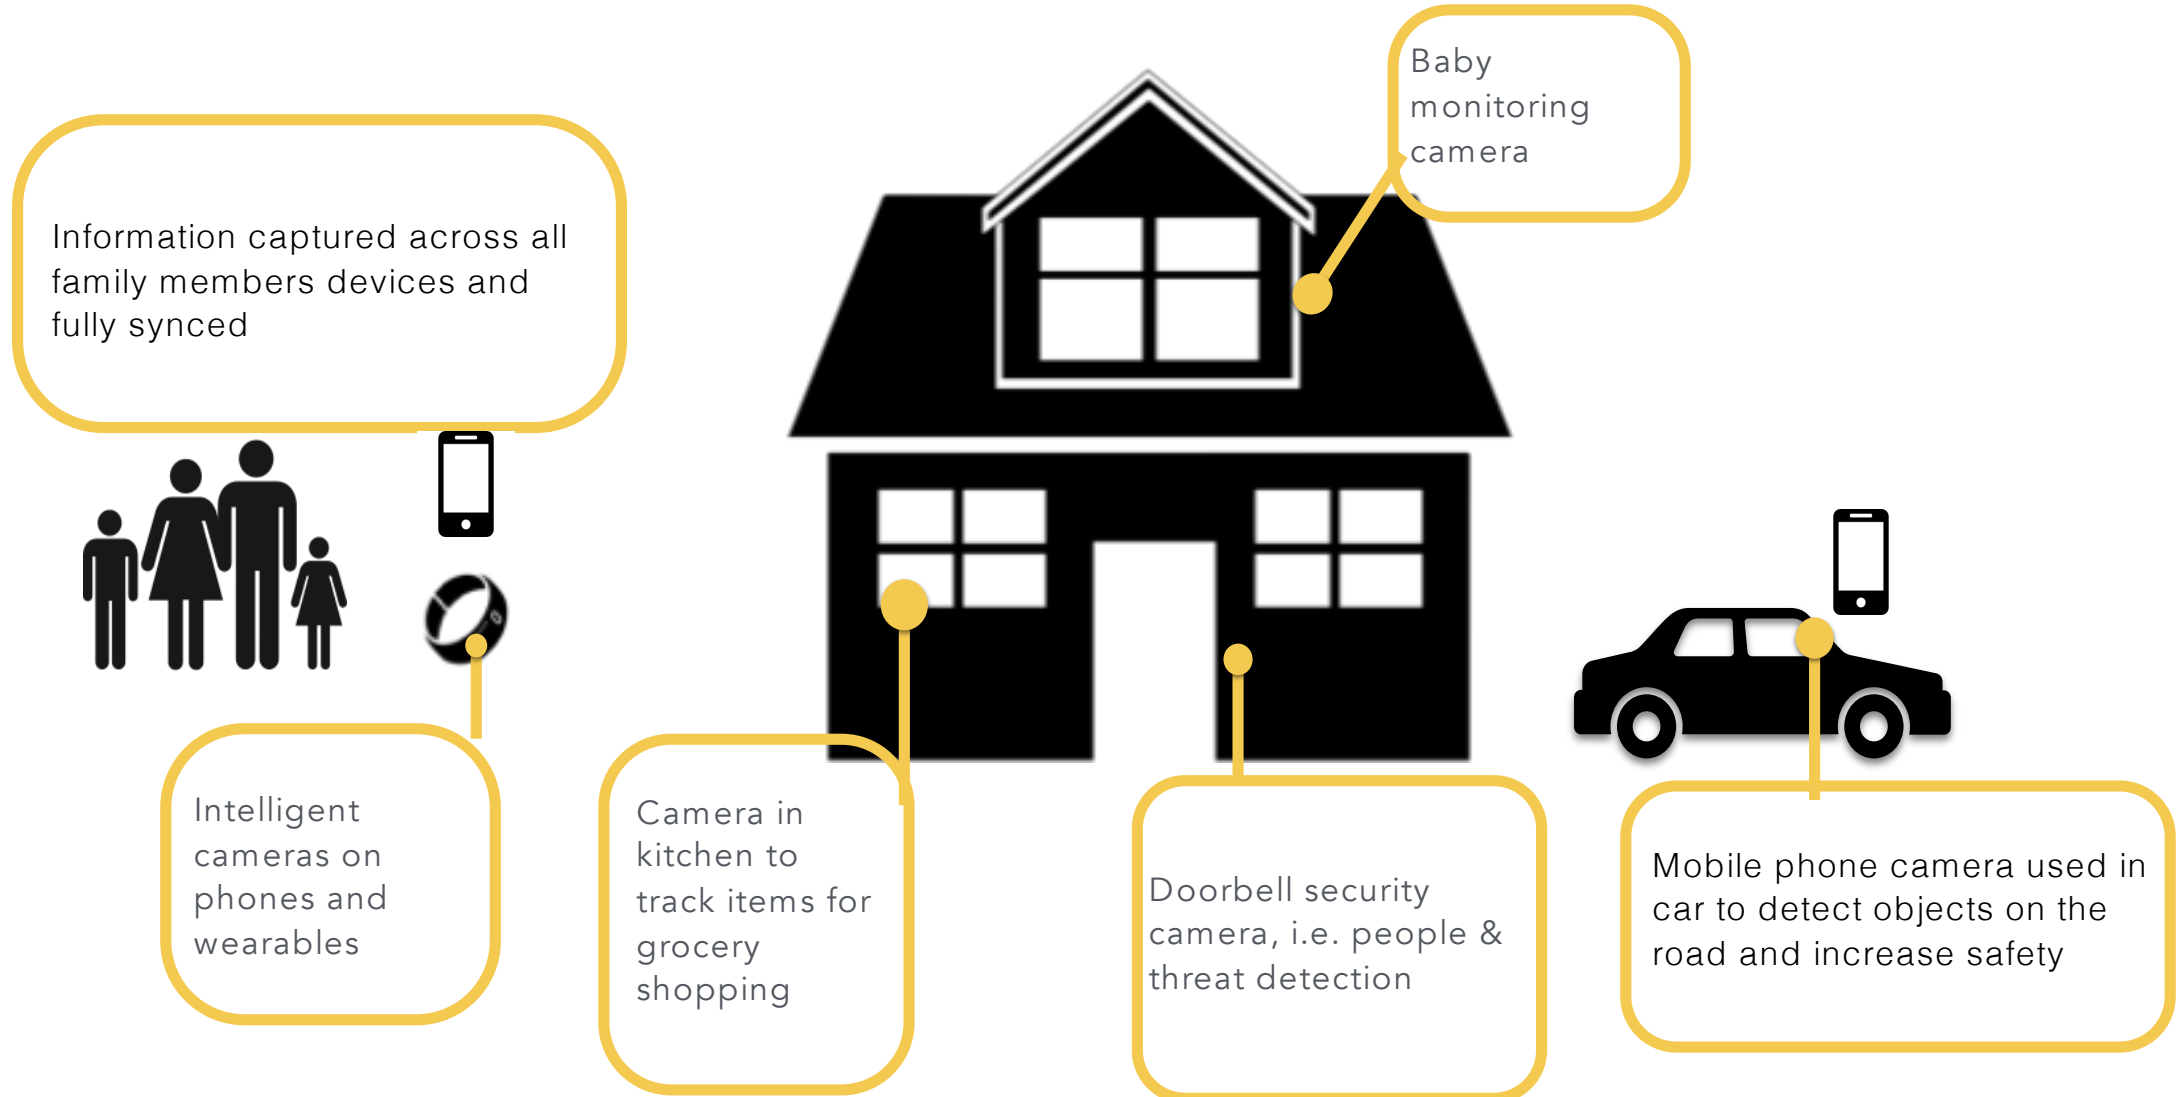 Baby
monitoring
camera
Information captured across all
family members devices and
fully synced
Intelligent
cameras on
phones and
wearables
Camera in
kitchen to
track items for
grocery
shopping
Doorbell security
camera, i.e. people &
threat detection
Mobile phone camera used in
car to detect objects on the
road and increase safety